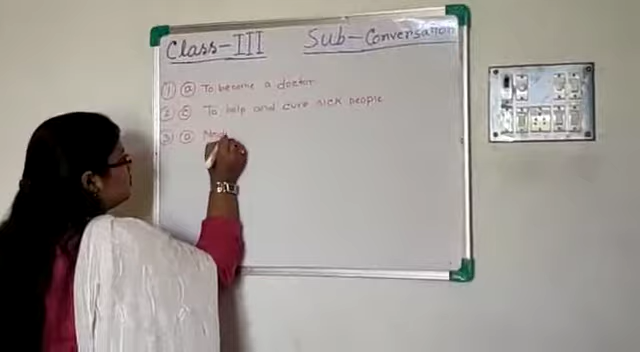 Class-III Sub-Conversation
① ⓐ To become a doctor
② ⓒ To help and cure sick people
③ ⓐ